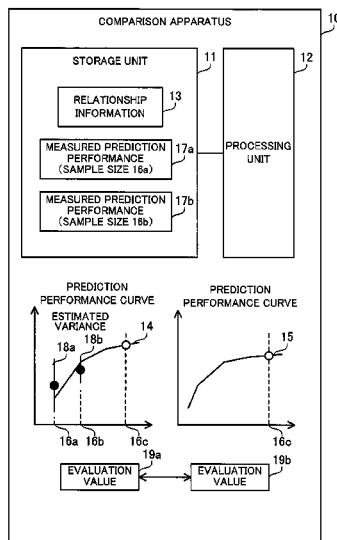 COMPARISON APPARATUS
10
STORAGE UNIT
11
12
RELATIONSHIP
INFORMATION
13
PROCESSING
UNIT
MEASURED PREDICTION
PERFORMANCE
(SAMPLE SIZE 16a)
17a
MEASURED PREDICTION
PERFORMANCE
(SAMPLE SIZE 16b)
17b
PREDICTION
PERFORMANCE CURVE
ESTIMATED
VARIANCE
18a
18b
14
16a
16b
16c
PREDICTION
PERFORMANCE CURVE
15
16c
EVALUATION
VALUE
19a
EVALUATION
VALUE
19b